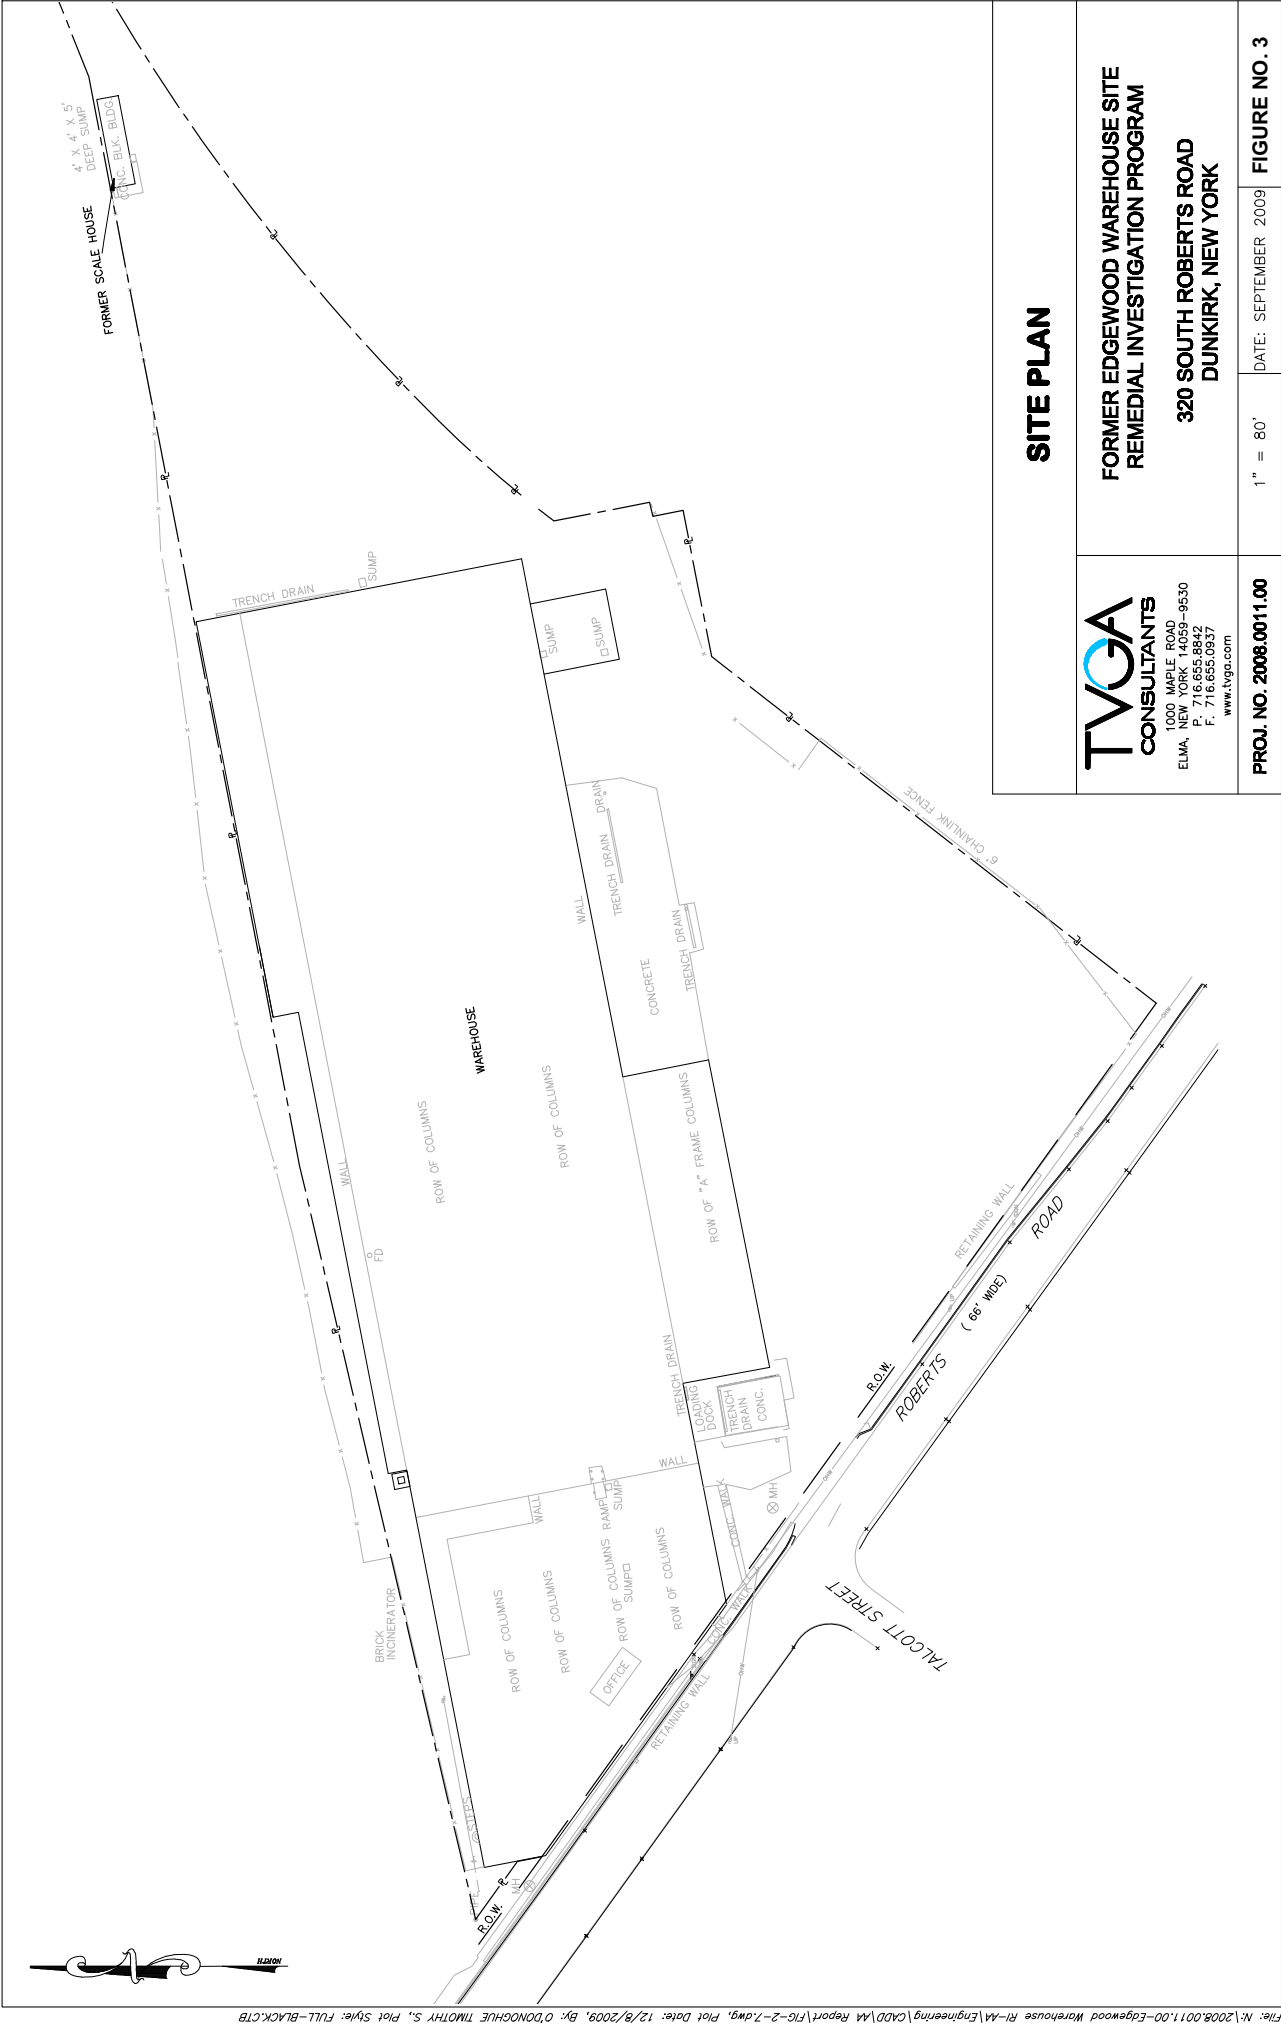 4' X 4' X 5'
DEEP SUMP
CONC. BLK. BLDG.
FORMER SCALE HOUSE
TRENCH DRAIN
SUMP
SUMP
SUMP
WALL
TRENCH DRAIN
DRAIN
TRENCH DRAIN
CONCRETE
WAREHOUSE
ROW OF COLUMNS
ROW OF COLUMNS
ROW OF "A" FRAME COLUMNS
WALL
FD
TRENCH DRAIN
LOADING
DOCK
TRENCH
DRAIN
CONC.
WALL
WALL
RAMP
SUMP
SUMP
ROW OF COLUMNS
ROW OF COLUMNS
ROW OF COLUMNS
ROW OF COLUMNS
OFFICE
BRICK
INCINERATOR
STEPS
PIPE
MH
MH
CONC. WALK
CONC. WALK
RETAINING WALL
RETAINING WALL
6' CHAINLINK FENCE
R.O.W.
R.O.W.
ROBERTS ROAD
( 66' WIDE)
TALCOTT STREET
NORTH
SITE PLAN
FORMER EDGEWOOD WAREHOUSE SITE
REMEDIAL INVESTIGATION PROGRAM
320 SOUTH ROBERTS ROAD
DUNKIRK, NEW YORK
TVGA
CONSULTANTS
1000 MAPLE ROAD
ELMA, NEW YORK 14059-9530
P. 716.655.8842
F. 716.655.0937
www.tvga.com
PROJ. NO. 2008.0011.00
1" = 80'
DATE: SEPTEMBER 2009
FIGURE NO. 3
File: N:\2008.0011.00-Edgewood Warehouse RI-AA\Engineering\CADD\AA Report\FIG-2-7.dwg, Plot Date: 12/8/2009, By: O'DONOGHUE TIMOTHY S., Plot Style: FULL-BLACK.CTB